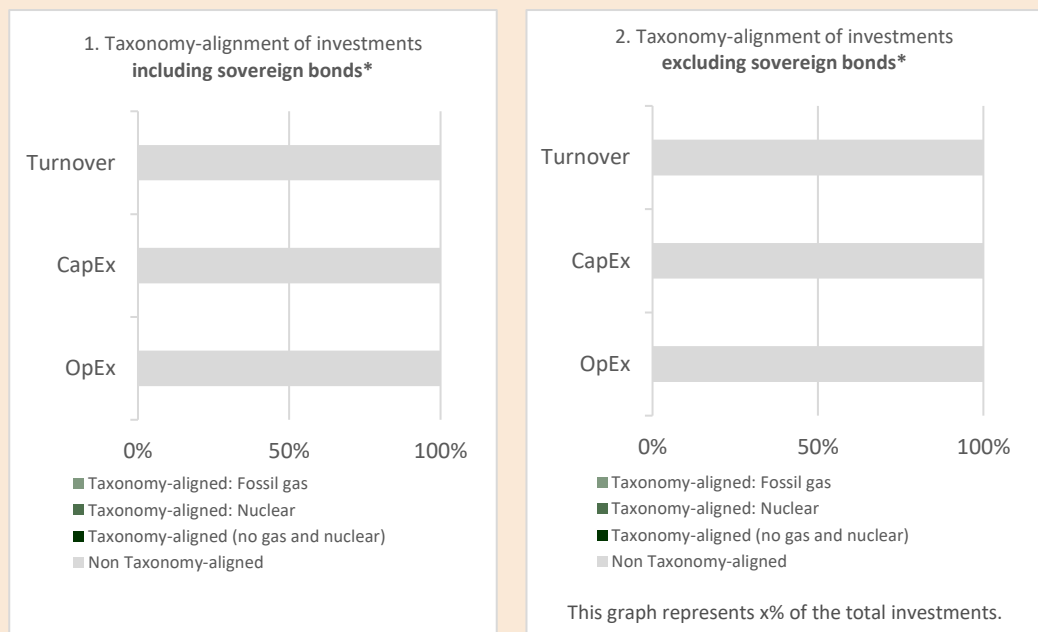 1. Taxonomy-alignment of investments
including sovereign bonds*
Turnover
CapEx
OpEx
0% 50% 100%
Taxonomy-aligned: Fossil gas
Taxonomy-aligned: Nuclear
Taxonomy-aligned (no gas and nuclear)
Non Taxonomy-aligned
2. Taxonomy-alignment of investments
excluding sovereign bonds*
Turnover
CapEx
OpEx
0% 50% 100%
Taxonomy-aligned: Fossil gas
Taxonomy-aligned: Nuclear
Taxonomy-aligned (no gas and nuclear)
Non Taxonomy-aligned
This graph represents x% of the total investments.